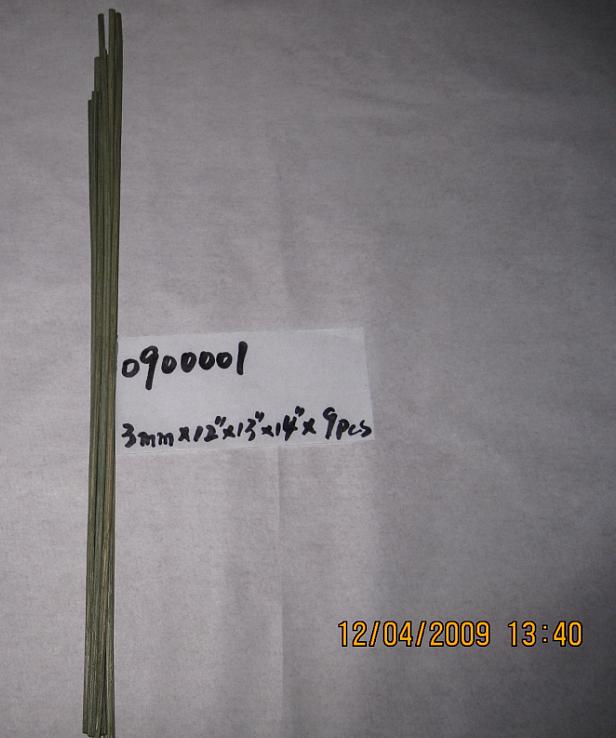 0900001
3mm x 12" x 13" x 14" x 9pcs
12/04/2009 13:40